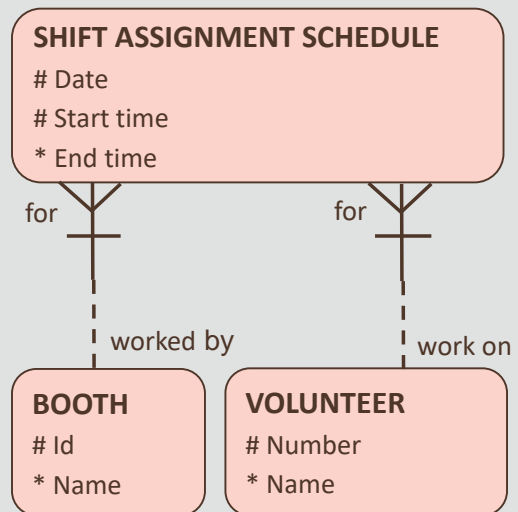 SHIFT ASSIGNMENT SCHEDULE
# Date
# Start time
* End time
for
for
worked by
work on
BOOTH
# Id
* Name
VOLUNTEER
# Number
* Name